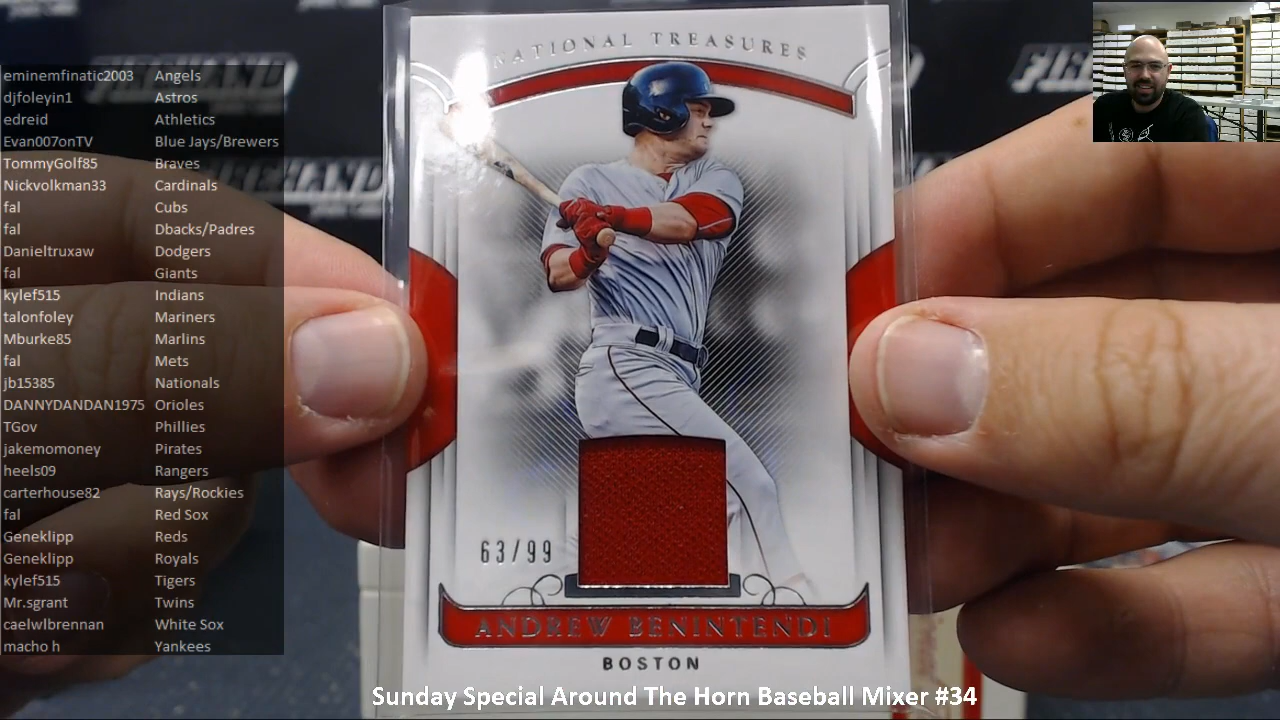 NATIONAL TREASURES
eminemfinatic2003 Angels
djfoleyin1 Astros
edreid Athletics
Evan007onTV Blue Jays/Brewers
TommyGolf85 Braves
Nickvolkman33 Cardinals
fal Cubs
fal Dbacks/Padres
Danieltruxaw Dodgers
fal Giants
kylef515 Indians
talonfoley Mariners
Mburke85 Marlins
fal Mets
jb15385 Nationals
DANNYDANDAN1975 Orioles
TGov Phillies
jakemomoney Pirates
heels09 Rangers
carterhouse82 Rays/Rockies
fal Red Sox
Geneklipp Reds
Geneklipp Royals
kylef515 Tigers
Mr.sgrant Twins
caelwlbrennan White Sox
macho h Yankees
63/99
ANDREW BENINTENDI
BOSTON
Sunday Special Around The Horn Baseball Mixer #34